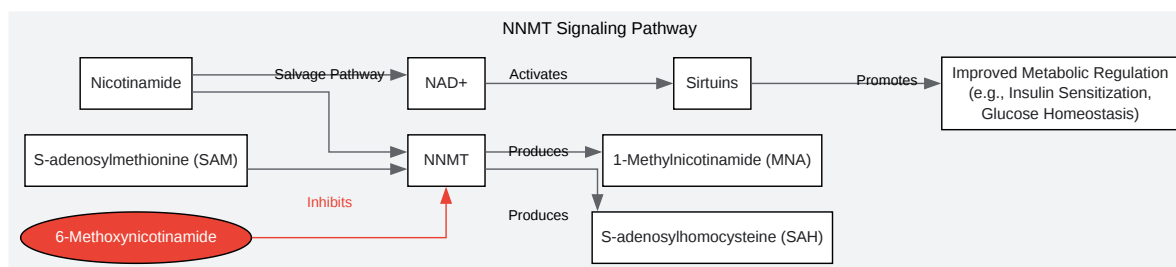 NNMT Signaling Pathway
Nicotinamide
Salvage Pathway
NAD+
Activates
Sirtuins
Promotes
Improved Metabolic Regulation
(e.g., Insulin Sensitization,
Glucose Homeostasis)
S-adenosylmethionine (SAM)
NNMT
Produces
1-Methylnicotinamide (MNA)
Inhibits
Produces
6-Methoxynicotinamide
S-adenosylhomocysteine (SAH)